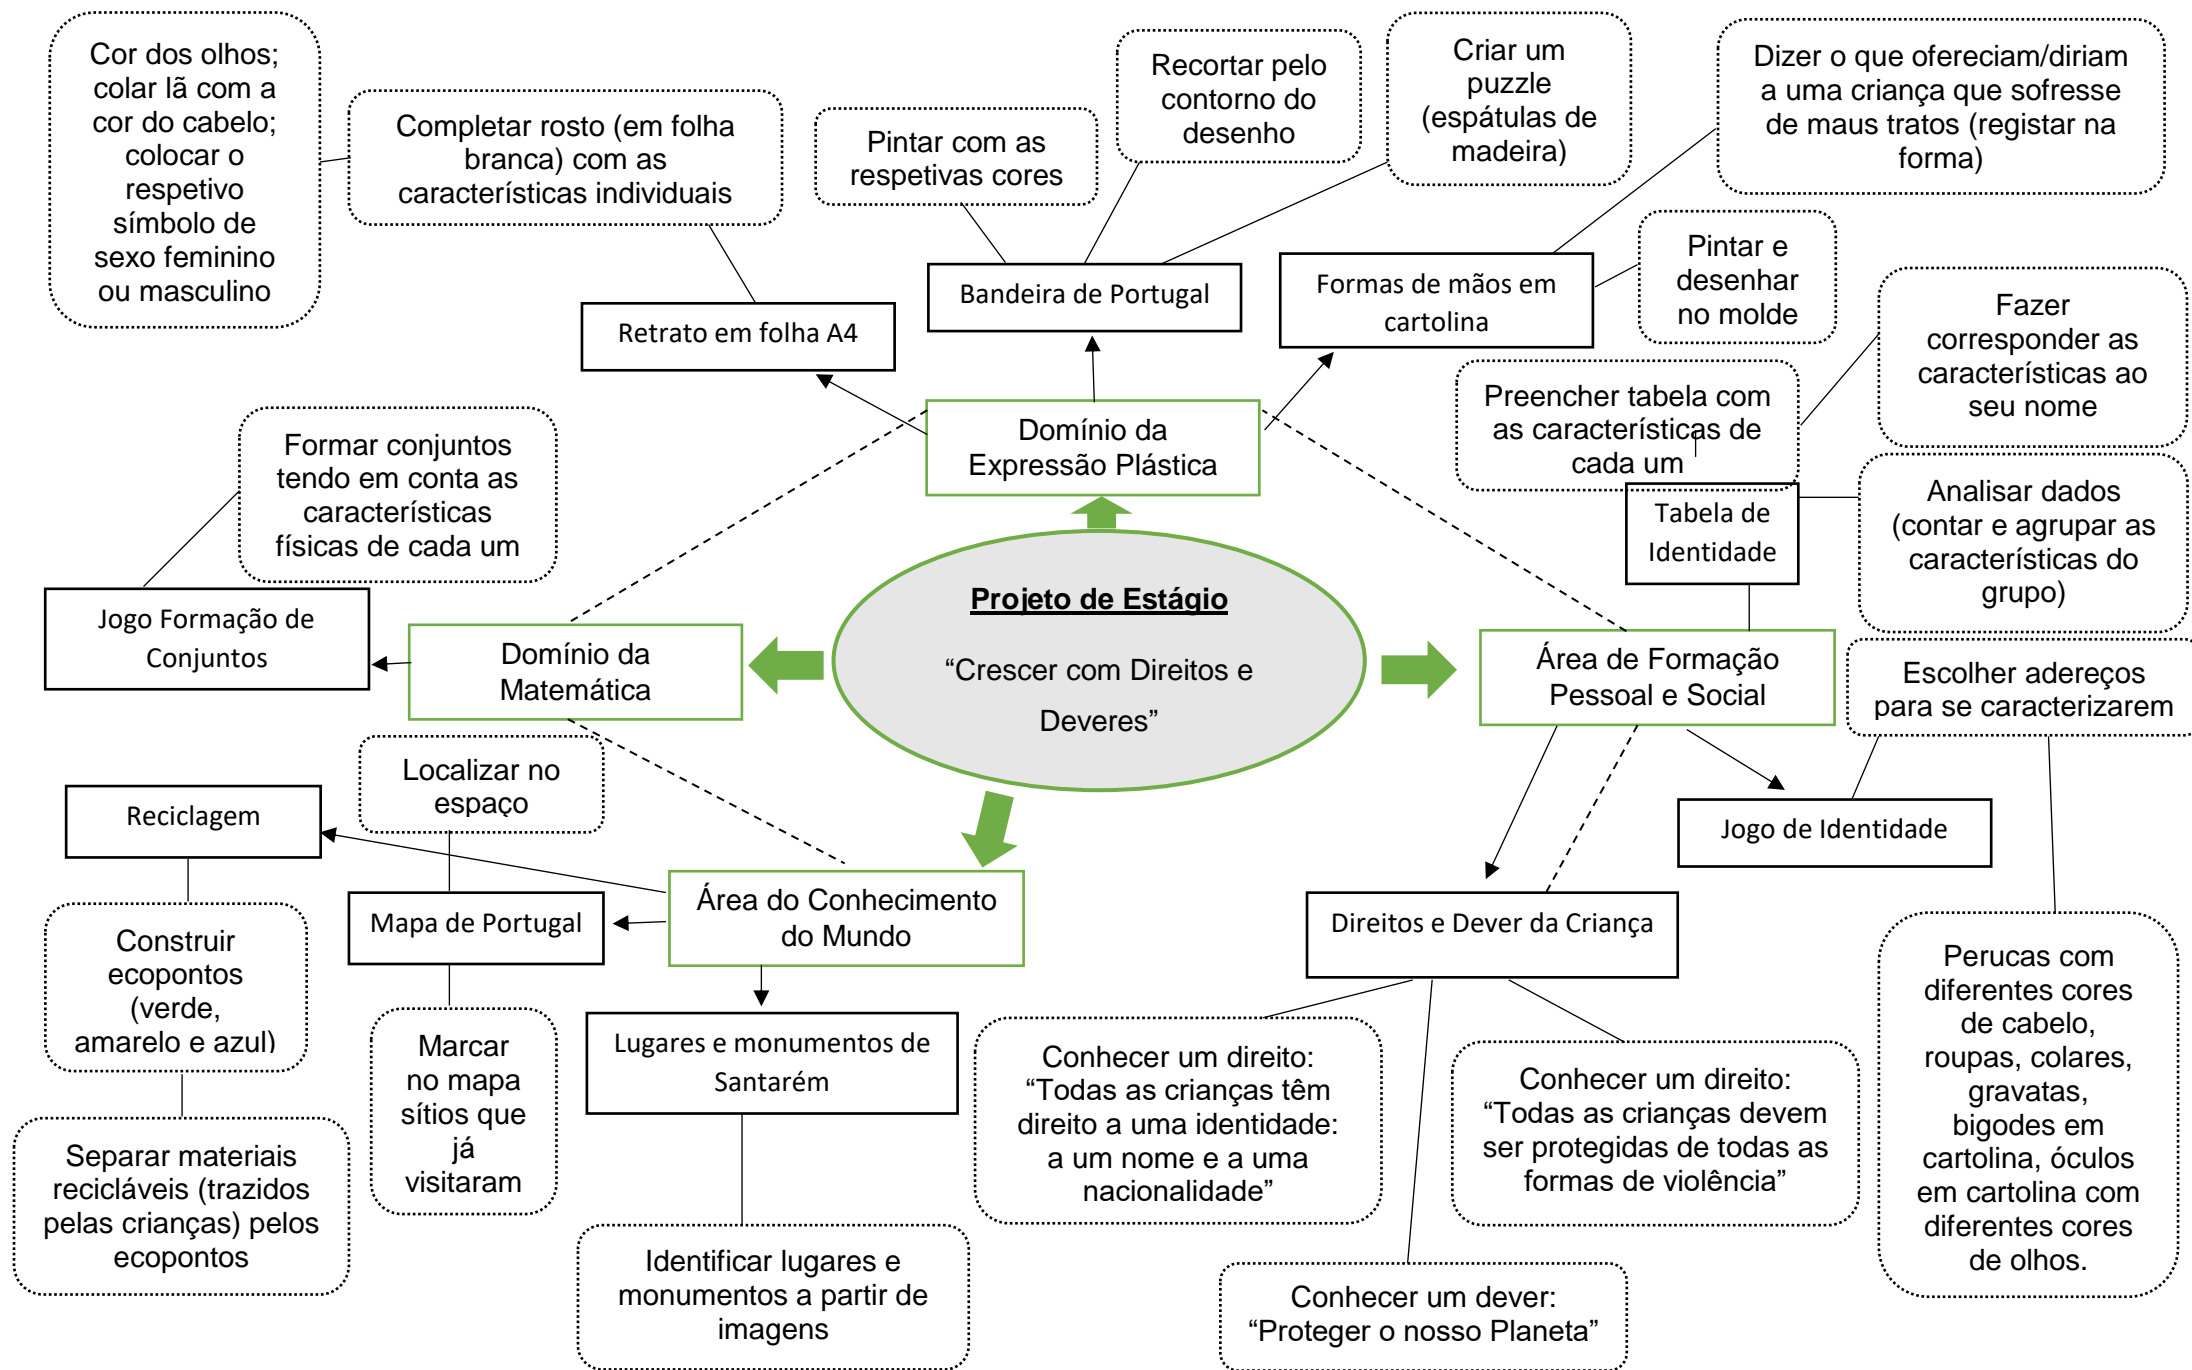 Cor dos olhos;
colar lã com a
cor do cabelo;
colocar o
respetivo
símbolo de
sexo feminino
ou masculino
Completar rosto (em folha
branca) com as
características individuais
Pintar com as
respetivas cores
Recortar pelo
contorno do
desenho
Criar um
puzzle
(espátulas de
madeira)
Dizer o que ofereciam/diriam
a uma criança que sofresse
de maus tratos (registar na
forma)
Retrato em folha A4
Bandeira de Portugal
Formas de mãos em
cartolina
Pintar e
desenhar
no molde
Fazer
corresponder as
características ao
seu nome
Preencher tabela com
as características de
cada um
Formar conjuntos
tendo em conta as
características
físicas de cada um
Domínio da
Expressão Plástica
Tabela de
Identidade
Analisar dados
(contar e agrupar as
características do
grupo)
Jogo Formação de
Conjuntos
Domínio da
Matemática
Projeto de Estágio
“Crescer com Direitos e
Deveres”
Área de Formação
Pessoal e Social
Escolher adereços
para se caracterizarem
Localizar no
espaço
Reciclagem
Jogo de Identidade
Mapa de Portugal
Área do Conhecimento
do Mundo
Direitos e Dever da Criança
Construir
ecopontos
(verde,
amarelo e azul)
Marcar
no mapa
sítios que
já
visitaram
Lugares e monumentos de
Santarém
Conhecer um direito:
“Todas as crianças têm
direito a uma identidade:
a um nome e a uma
nacionalidade”
Conhecer um direito:
“Todas as crianças devem
ser protegidas de todas as
formas de violência”
Perucas com
diferentes cores
de cabelo,
roupas, colares,
gravatas,
bigodes em
cartolina, óculos
em cartolina com
diferentes cores
de olhos.
Separar materiais
recicláveis (trazidos
pelas crianças) pelos
ecopontos
Identificar lugares e
monumentos a partir de
imagens
Conhecer um dever:
“Proteger o nosso Planeta”